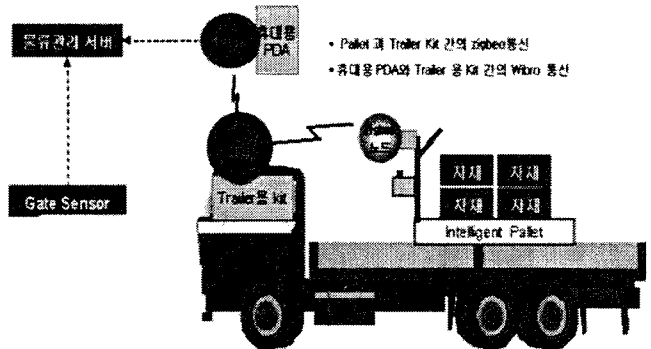 물류관리 서버
휴대용
PDA
• Pallet 과 Trailer Kit 간의 zigbeo통신
• 휴대용 PDA와 Trailer 용 Kit 간의 Wibro 통신
Trailer용 kit
Gate Sensor
자재 자재
자재 자재
Intelligent Pallet